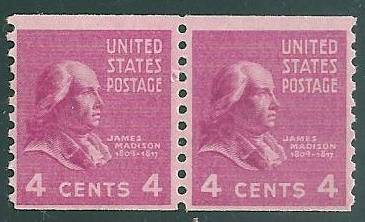 UNITED
STATES
POSTAGE
JAMES
MADISON
1809-1817
4 CENTS 4
UNITED
STATES
POSTAGE
JAMES
MADISON
1809-1817
4 CENTS 4